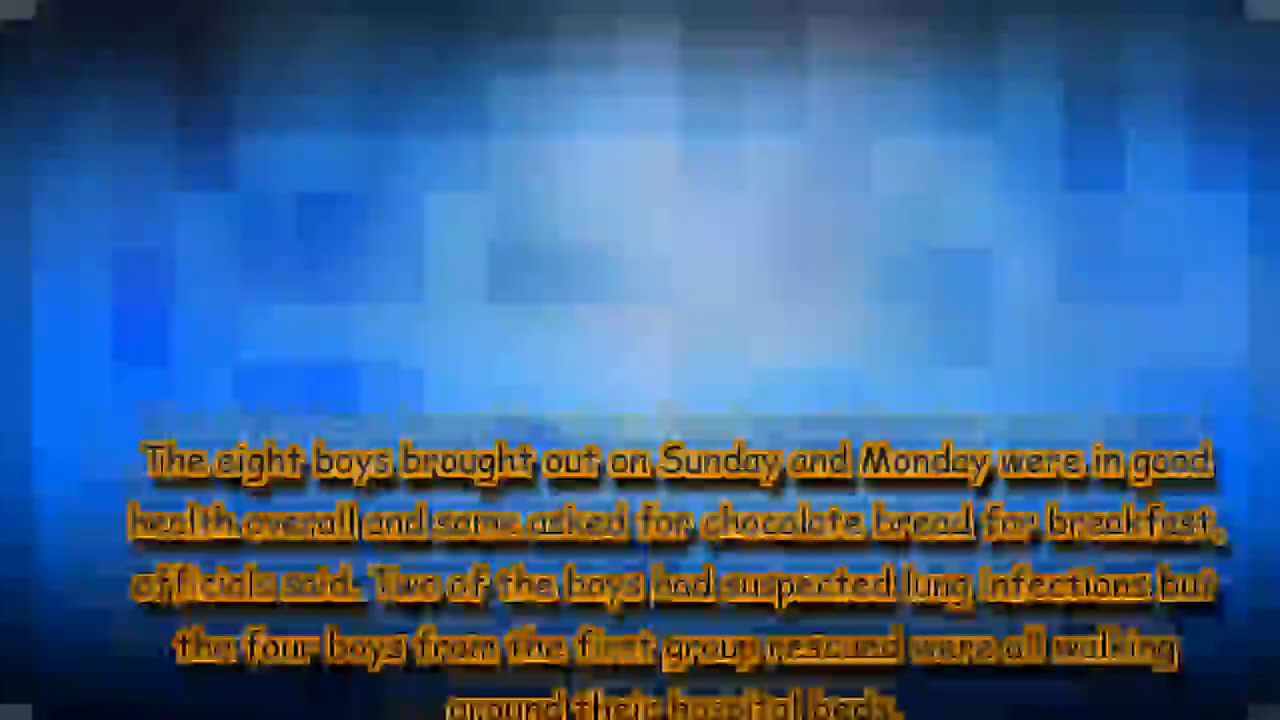 The eight boys brought out on Sunday and Monday were in good
health overall and some asked for chocolate bread for breakfast,
officials said. Two of the boys had suspected lung infections but
the four boys from the first group rescued were all walking
around their hospital beds.